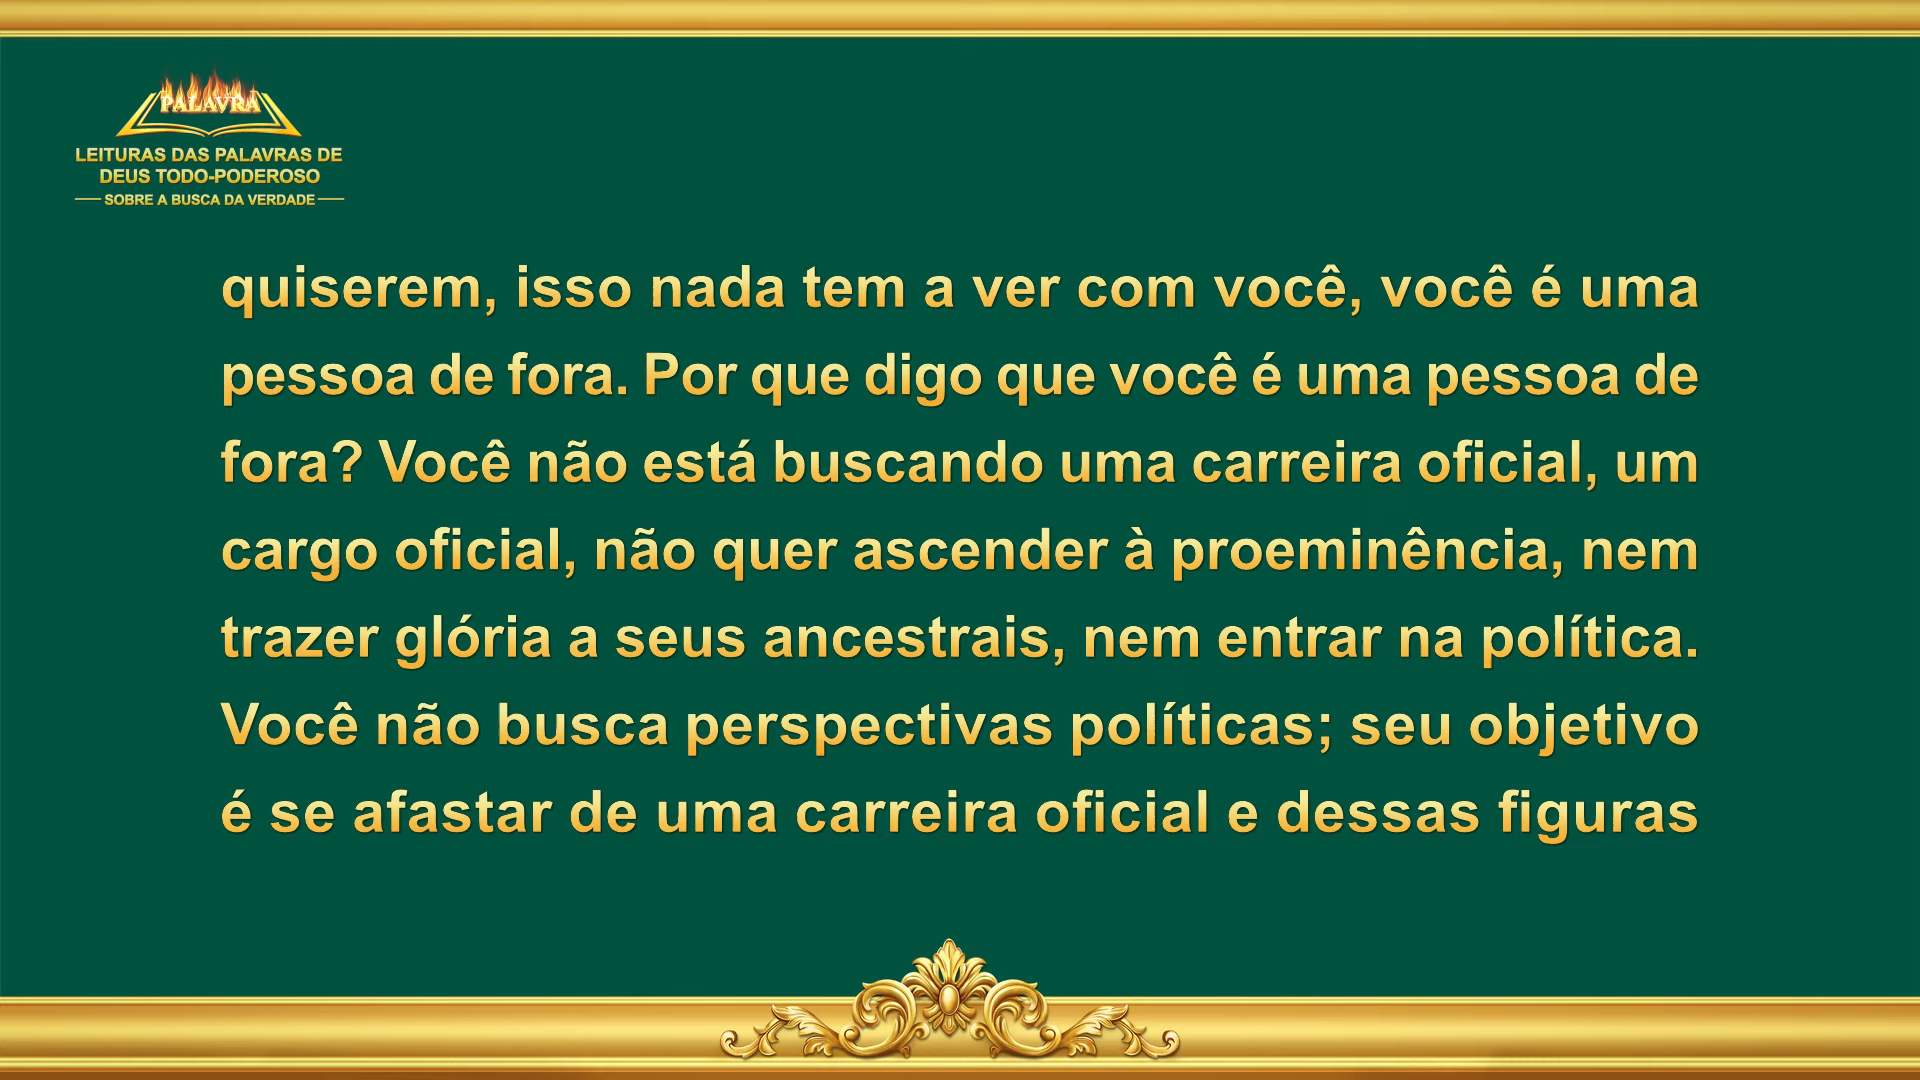 PALAVRA
LEITURAS DAS PALAVRAS DE
DEUS TODO-PODEROSO
SOBRE A BUSCA DA VERDADE
quiserem, isso nada tem a ver com você, você é uma
pessoa de fora. Por que digo que você é uma pessoa de
fora? Você não está buscando uma carreira oficial, um
cargo oficial, não quer ascender à proeminência, nem
trazer glória a seus ancestrais, nem entrar na política.
Você não busca perspectivas políticas; seu objetivo
é se afastar de uma carreira oficial e dessas figuras